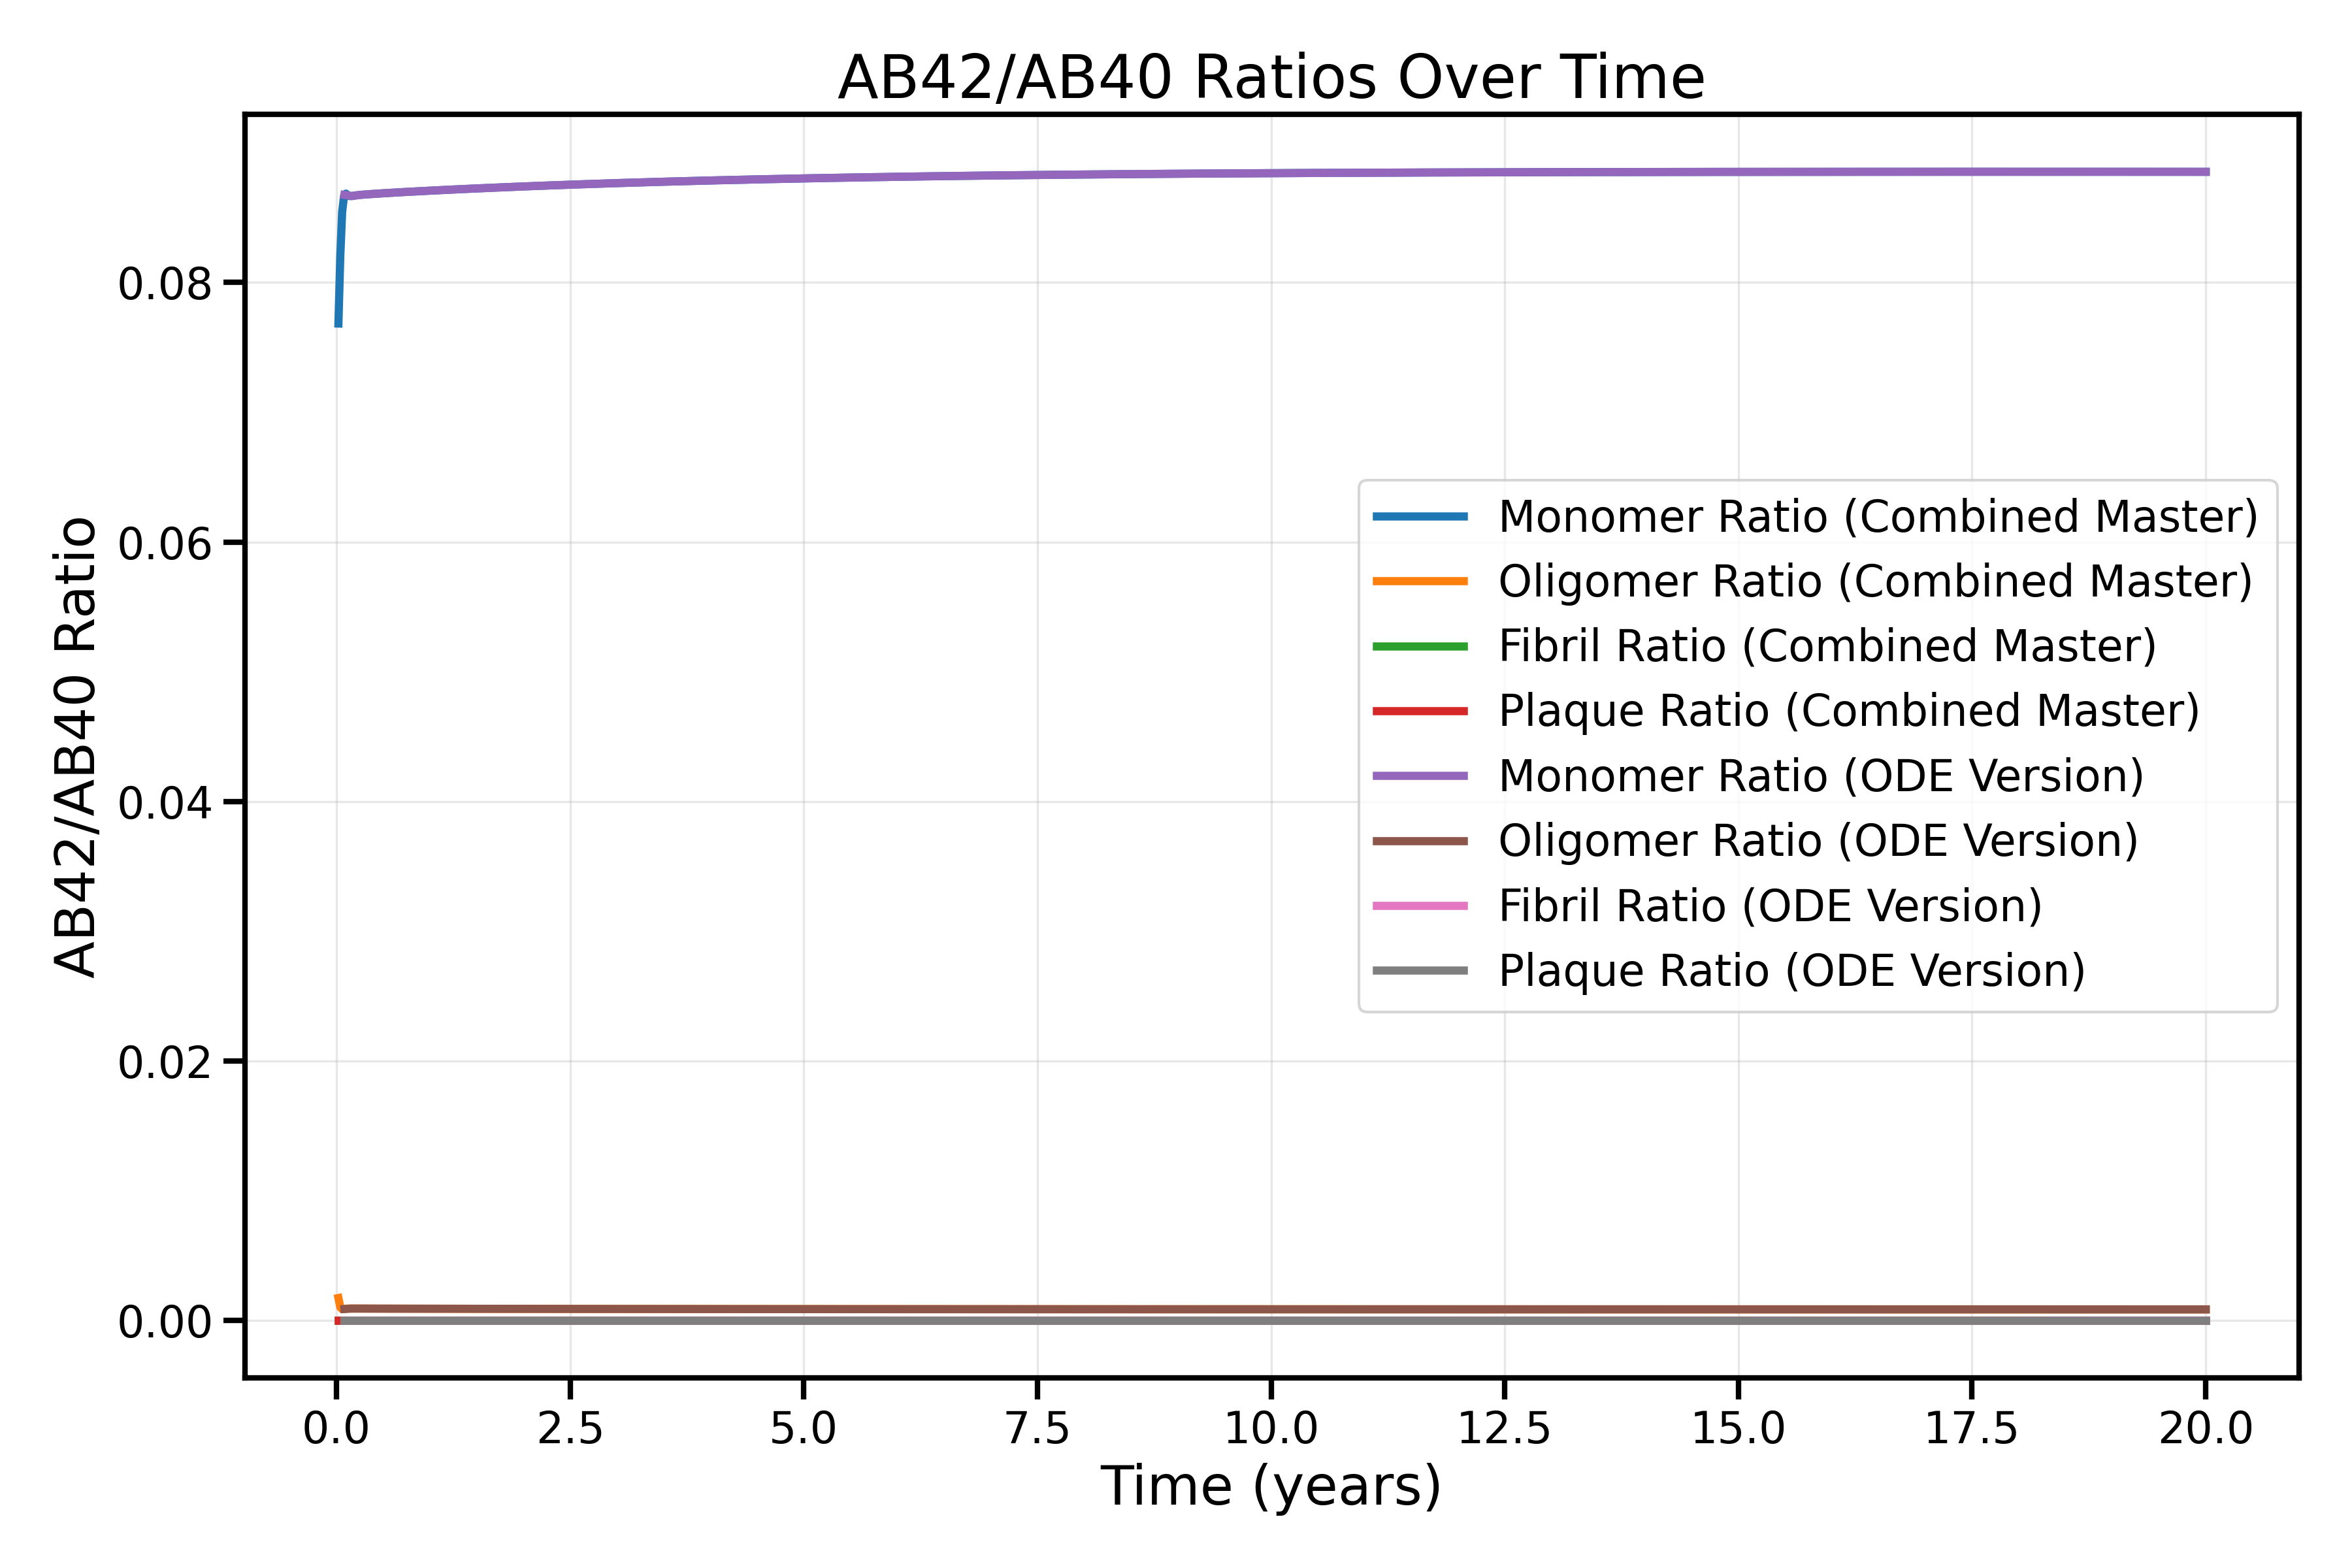 AB42/AB40 Ratios Over Time
AB42/AB40 Ratio
0.08
0.06
0.04
0.02
0.00
Monomer Ratio (Combined Master)
Oligomer Ratio (Combined Master)
Fibril Ratio (Combined Master)
Plaque Ratio (Combined Master)
Monomer Ratio (ODE Version)
Oligomer Ratio (ODE Version)
Fibril Ratio (ODE Version)
Plaque Ratio (ODE Version)
0.0 2.5 5.0 7.5 10.0 12.5 15.0 17.5 20.0
Time (years)